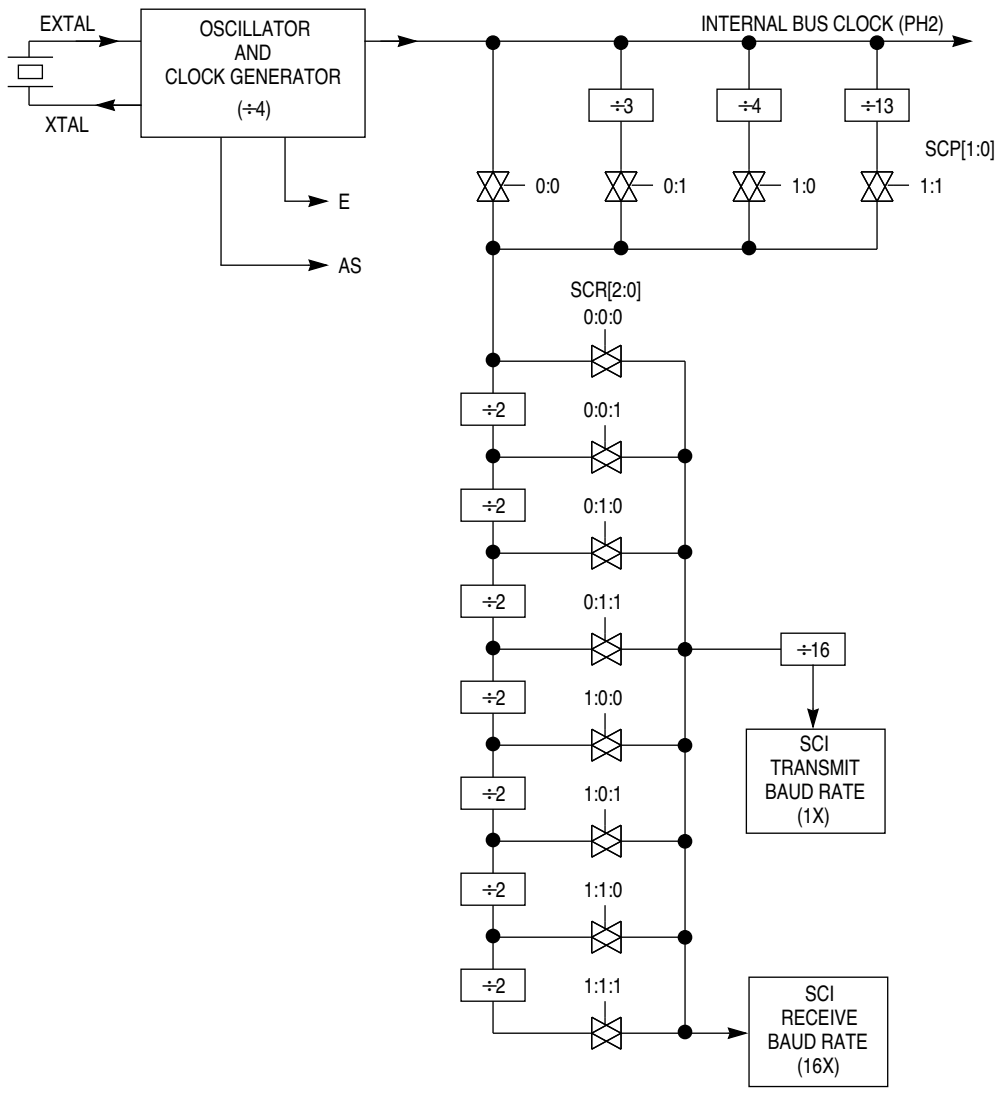 EXTAL
XTAL
OSCILLATOR
AND
CLOCK GENERATOR
(÷4)
E
AS
INTERNAL BUS CLOCK (PH2)
÷3
÷4
÷13
SCP[1:0]
0:0
0:1
1:0
1:1
SCR[2:0]
0:0:0
÷2
0:0:1
÷2
0:1:0
÷2
0:1:1
÷16
÷2
1:0:0
SCI
TRANSMIT
BAUD RATE
(1X)
÷2
1:0:1
÷2
1:1:0
÷2
1:1:1
SCI
RECEIVE
BAUD RATE
(16X)